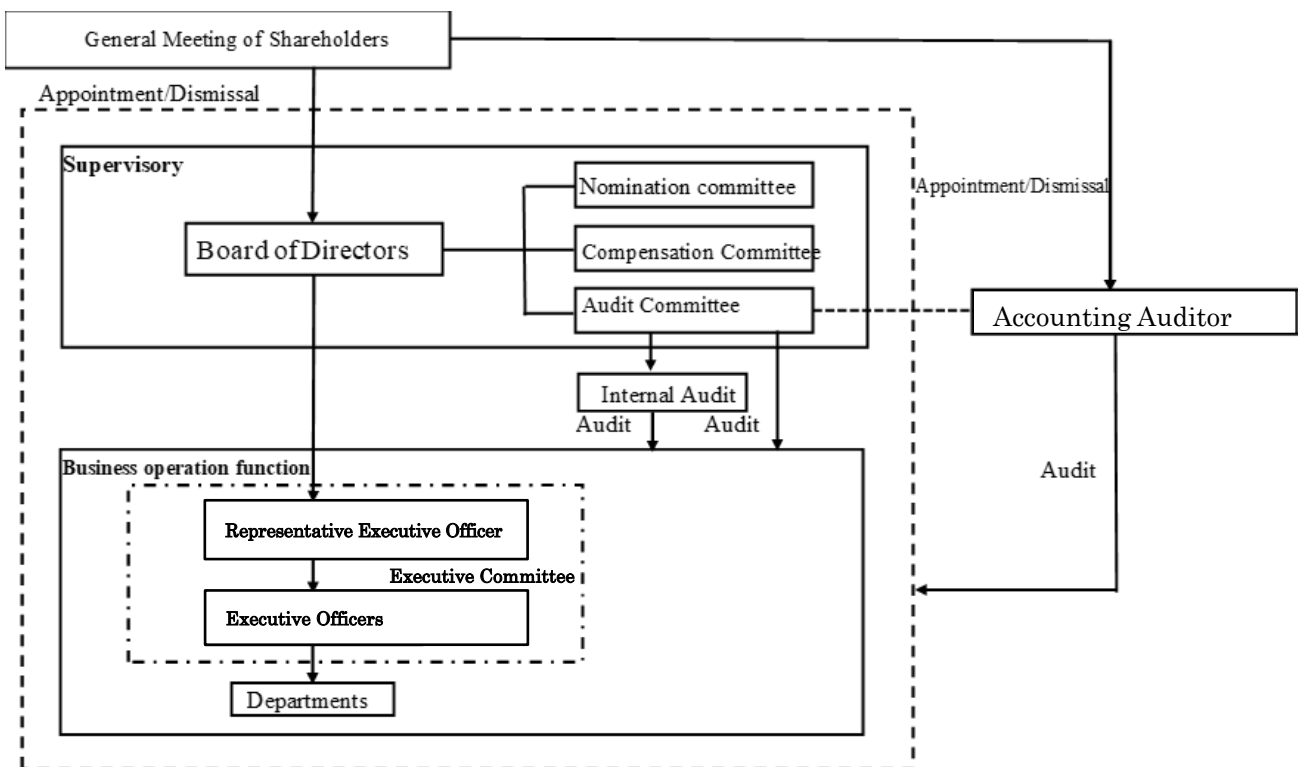 General Meeting of Shareholders
Appointment/Dismissal
Supervisory
Nomination committee
Appointment/Dismissal
Board of Directors
Compensation Committee
Audit Committee
Accounting Auditor
Internal Audit
Audit
Audit
Business operation function
Audit
Representative Executive Officer
Executive Committee
Executive Officers
Departments